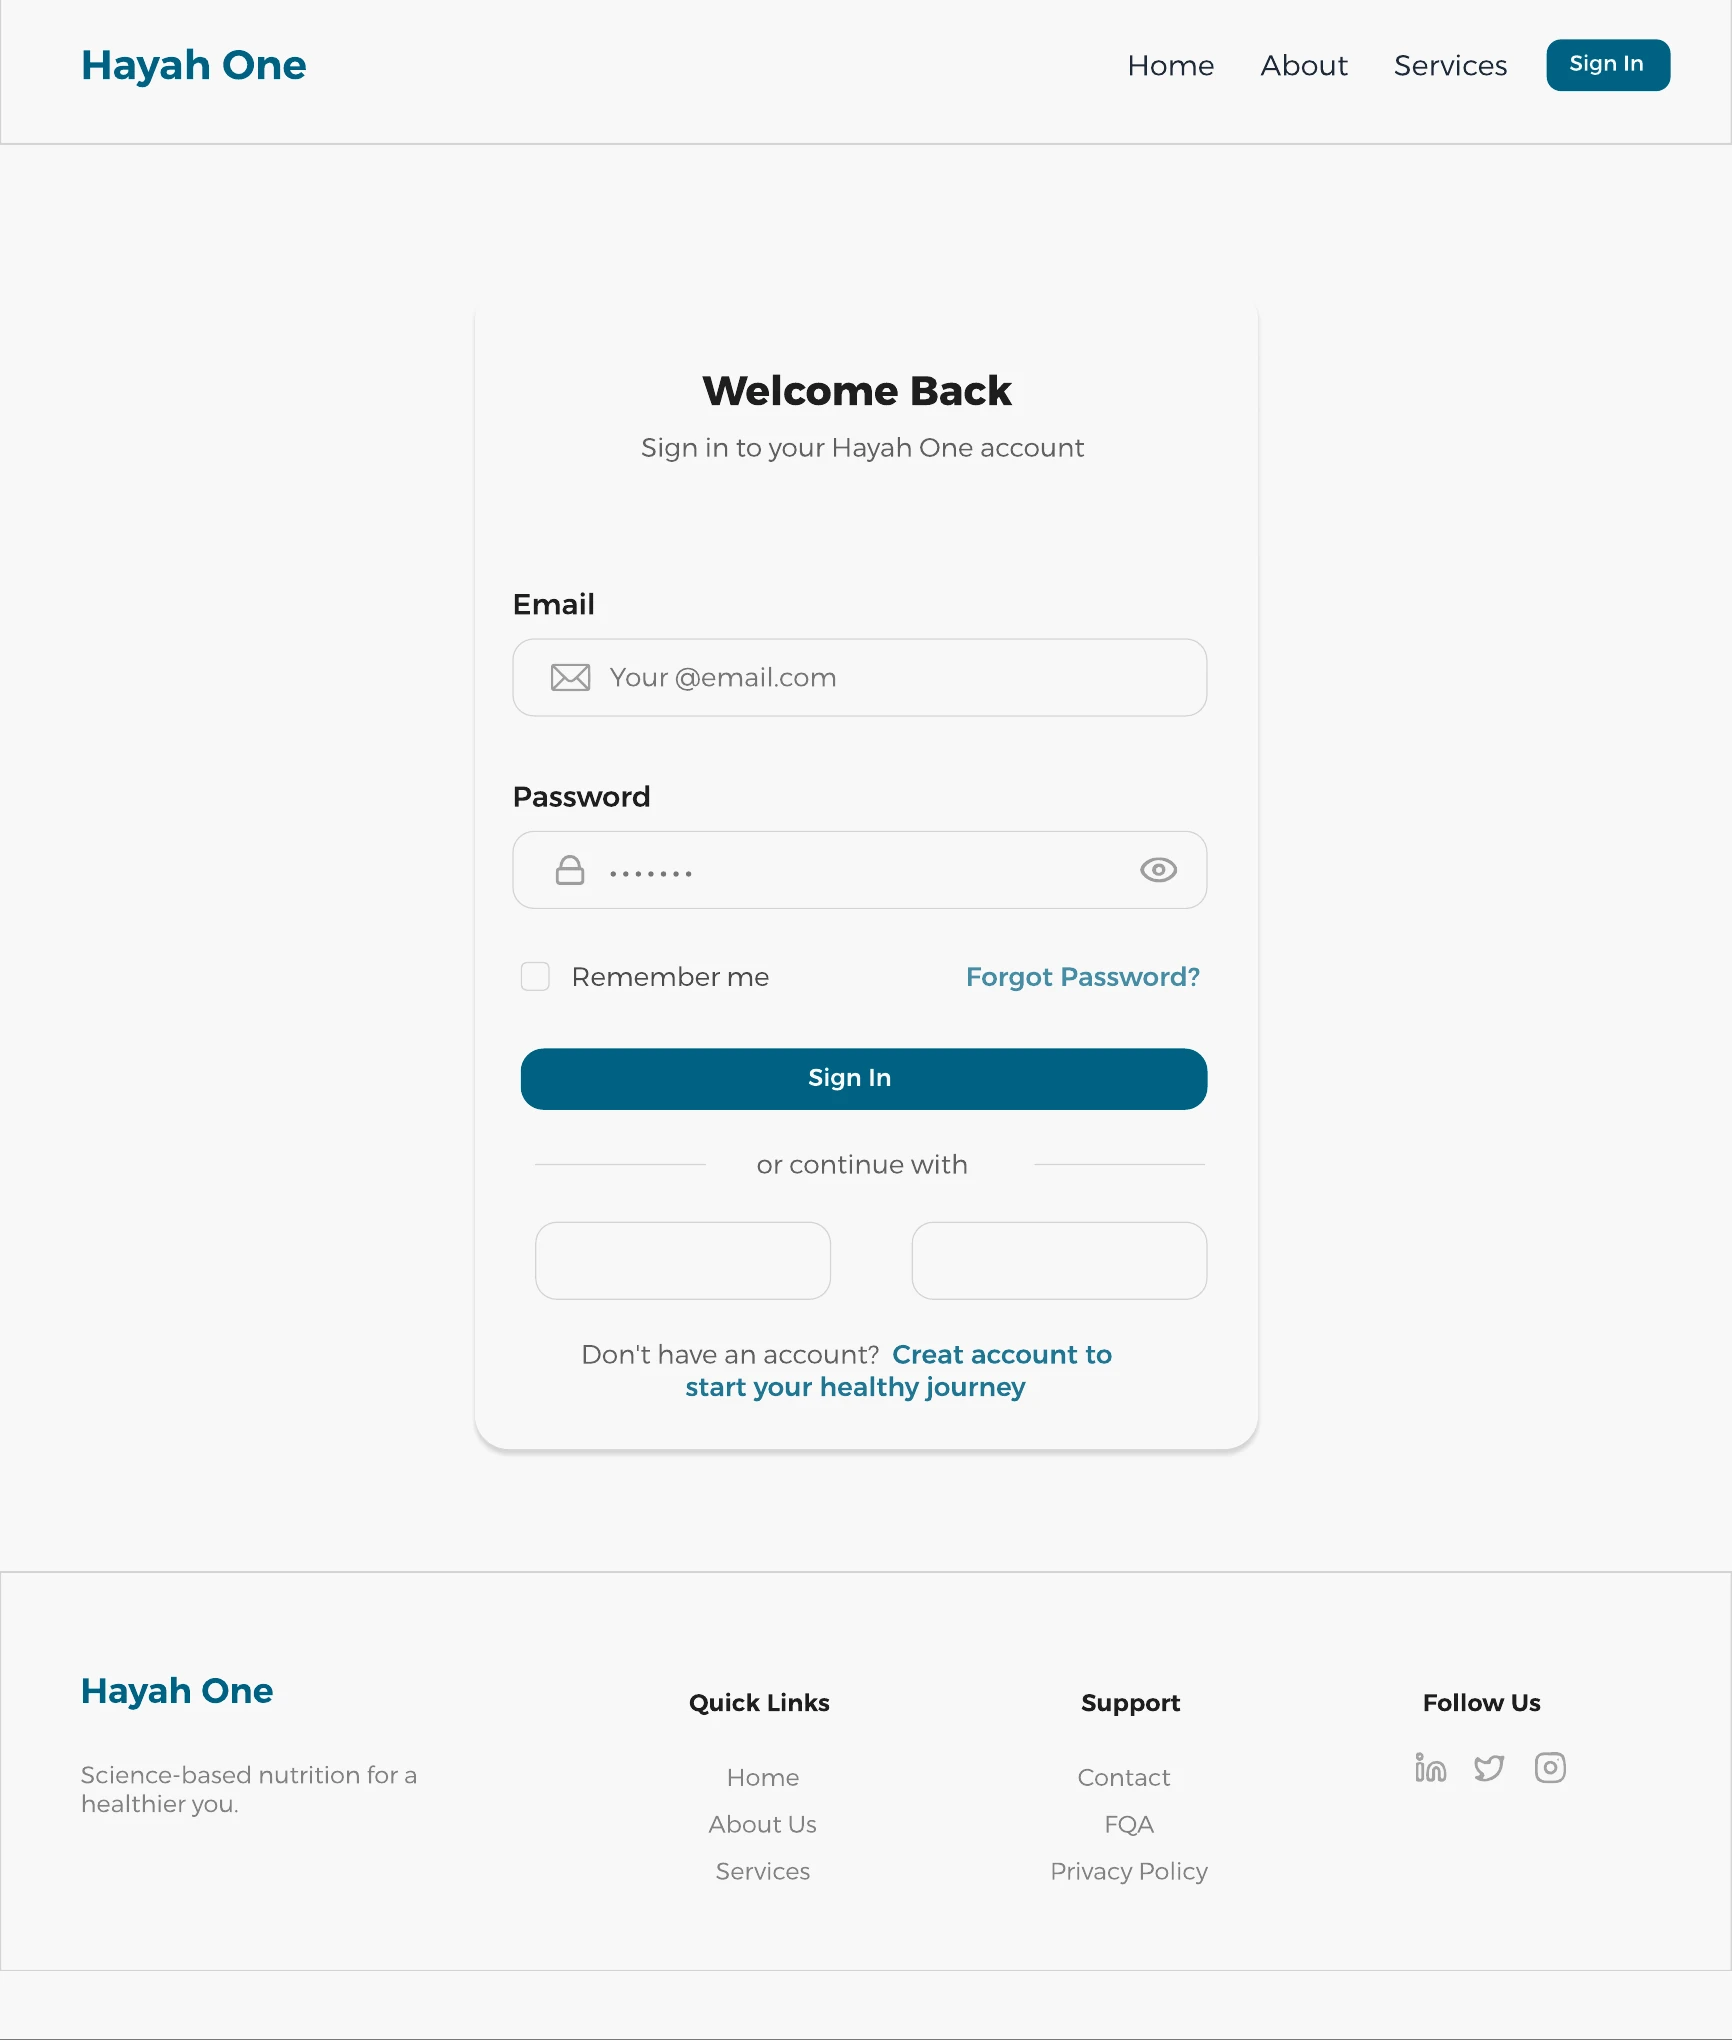 Hayah One
Home
About
Services
Sign In
Welcome Back
Sign in to your Hayah One account
Email
Your @email.com
Password
Remember me
Forgot Password?
Sign In
or continue with
Don't have an account? Creat account to
start your healthy journey
Hayah One
Science-based nutrition for a
healthier you.
Quick Links
Home
About Us
Services
Support
Contact
FQA
Privacy Policy
Follow Us